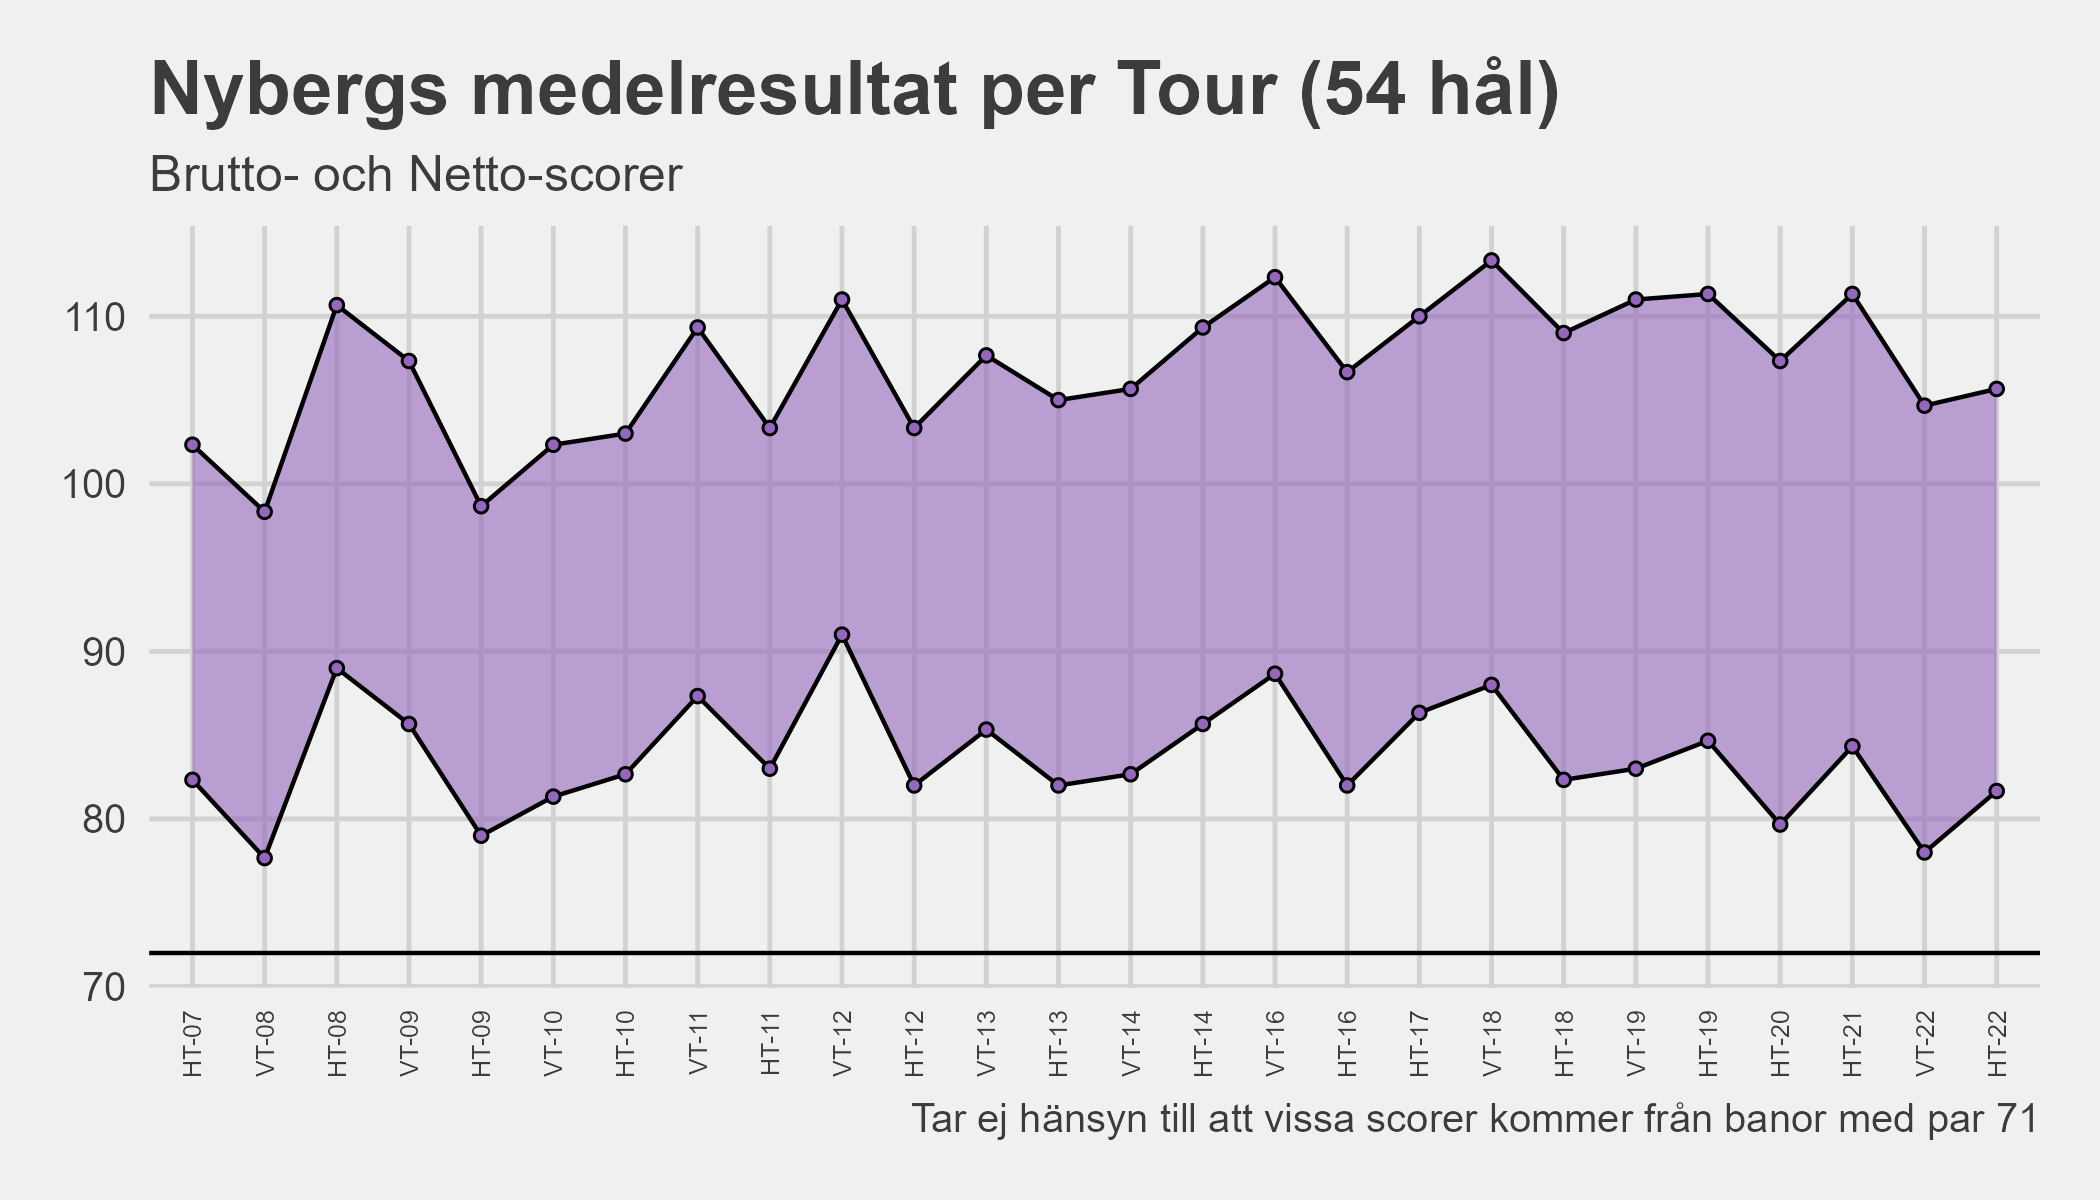 Nybergs medelresultat per Tour (54 hål)
Brutto- och Netto-scorer
110
100
90
80
70
HT-07
VT-08
HT-08
VT-09
HT-09
VT-10
HT-10
VT-11
HT-11
VT-12
HT-12
VT-13
HT-13
VT-14
HT-14
VT-16
HT-16
HT-17
VT-18
HT-18
VT-19
HT-19
HT-20
HT-21
VT-22
HT-22
Tar ej hänsyn till att vissa scorer kommer från banor med par 71